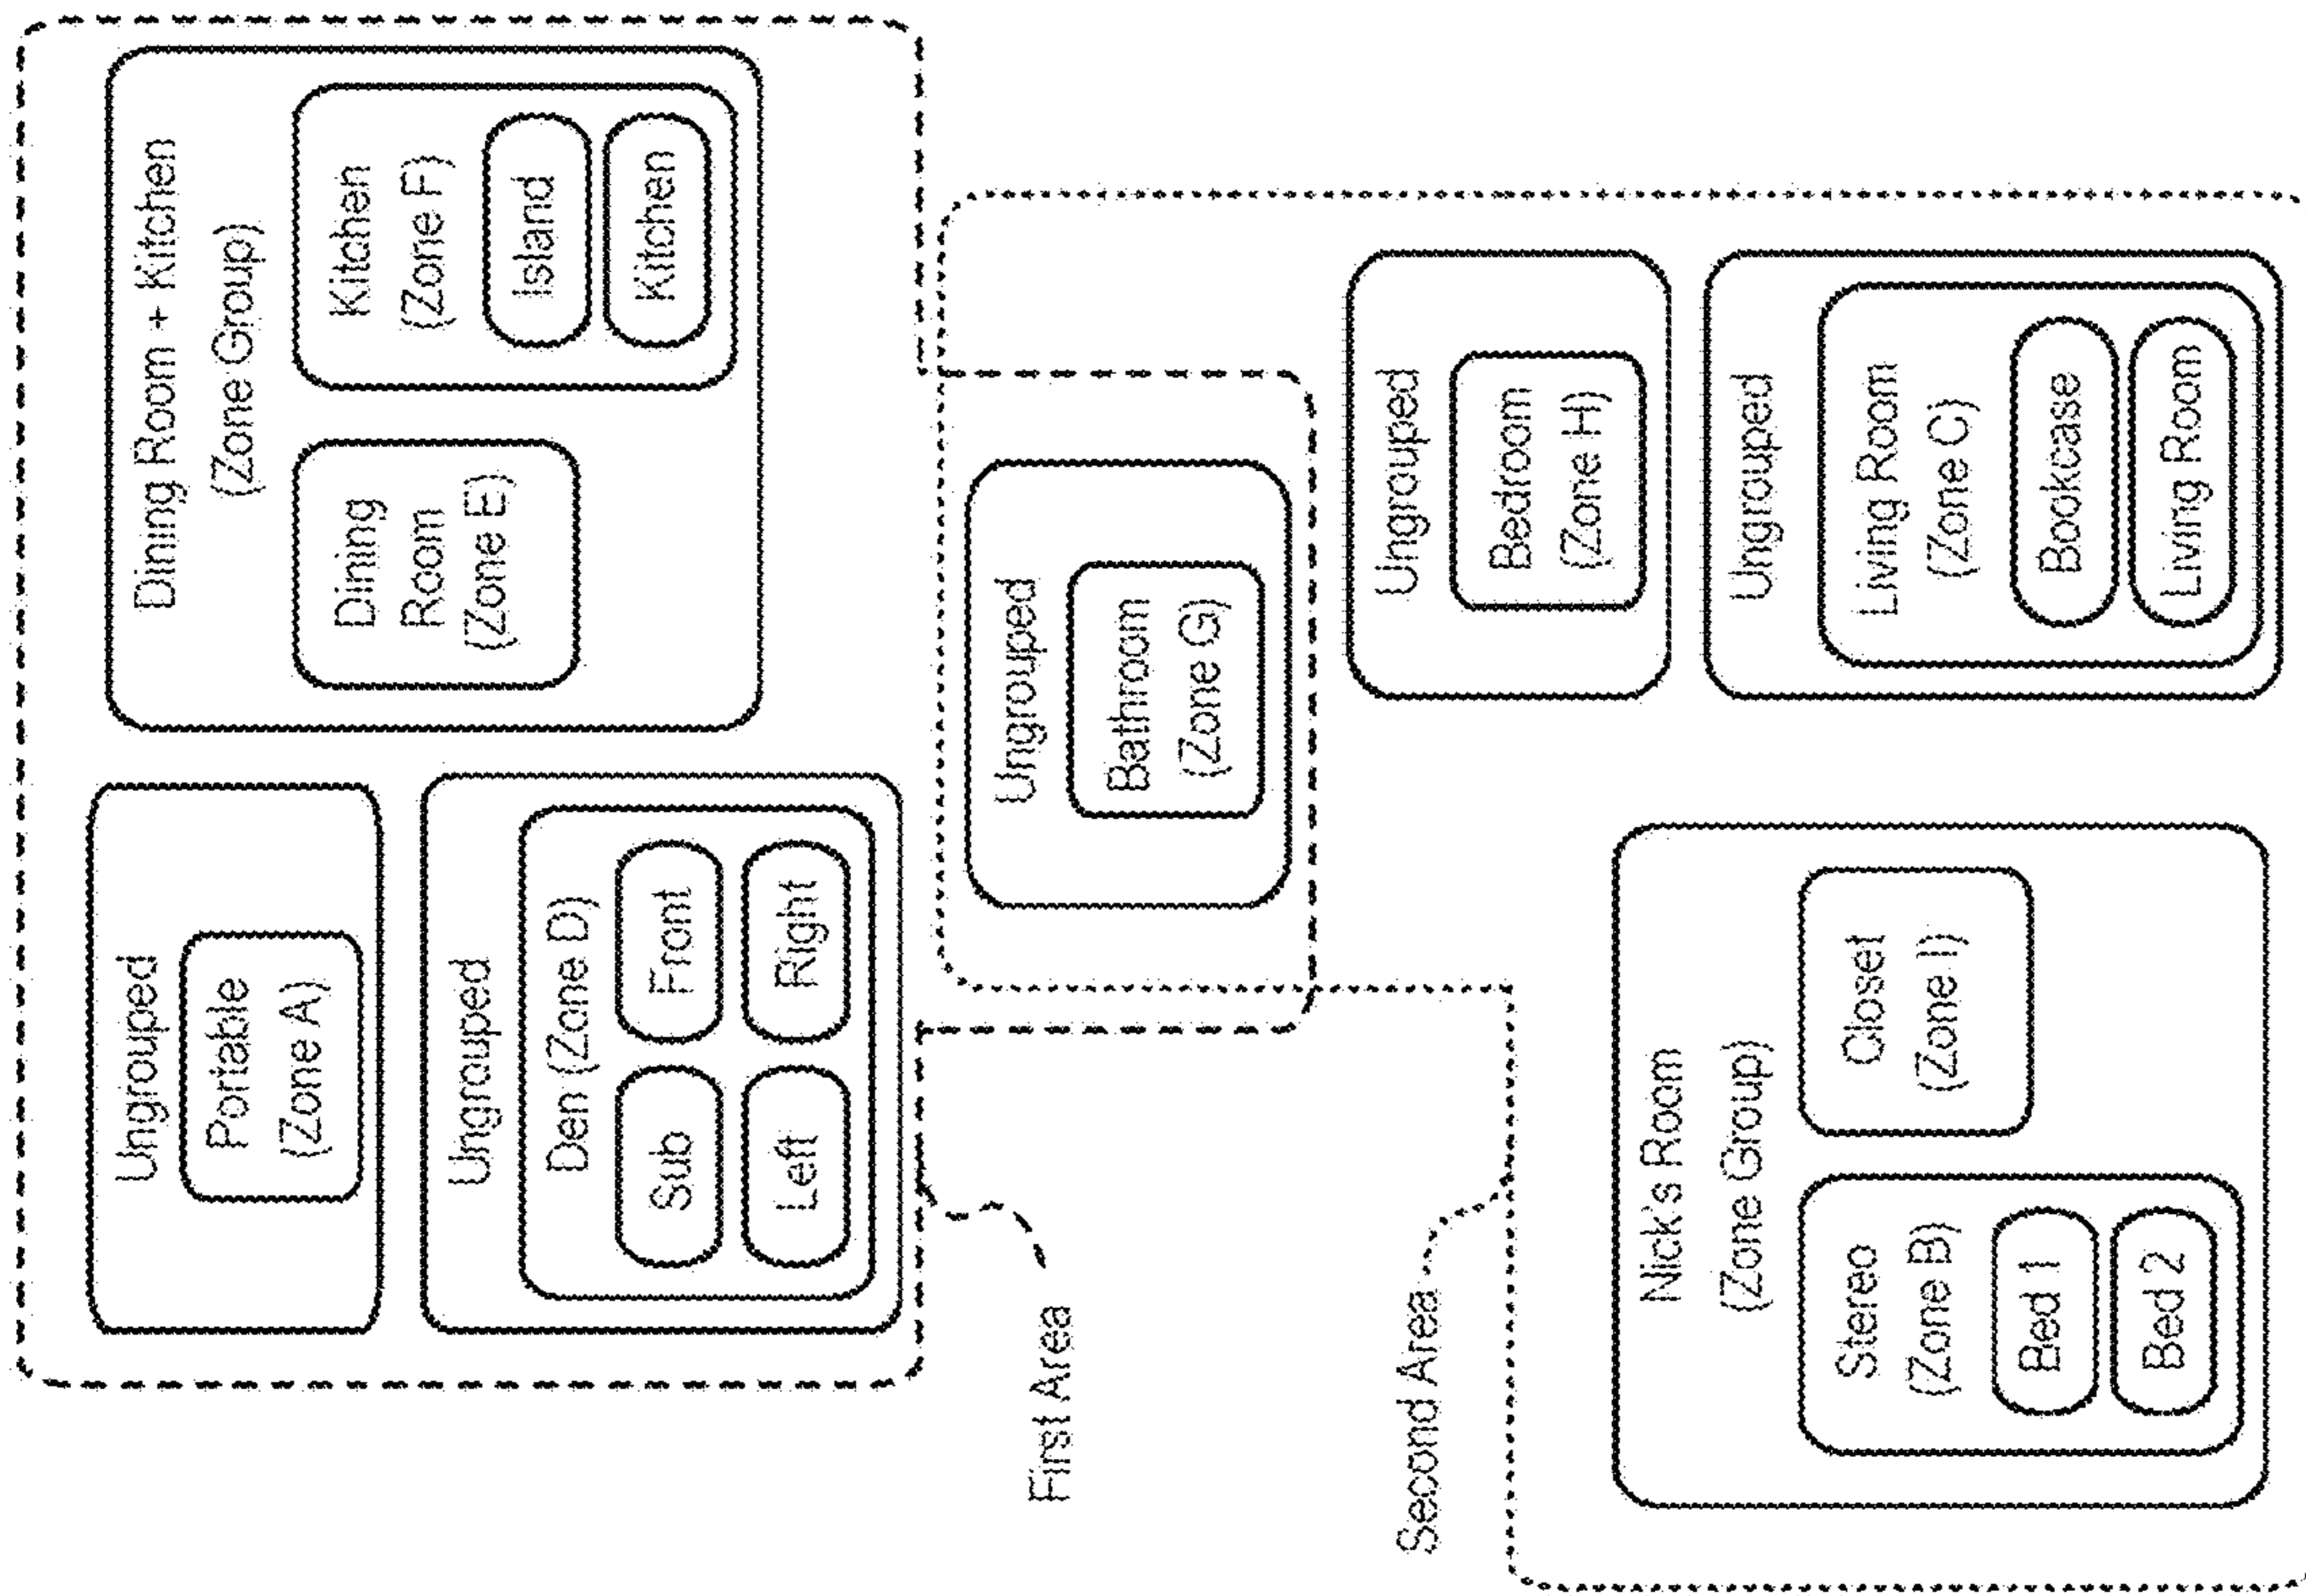 Ungrouped
Portable
(Zone A)
Ungrouped
Den (Zone D)
Sub
Front
Left
Right
Dining Room + Kitchen
(Zone Group)
Dining
Room
(Zone E)
Kitchen
(Zone F)
Island
Kitchen
First Area
Ungrouped
Bathroom
(Zone G)
Second Area
Ungrouped
Bedroom
(Zone H)
Nick's Room
(Zone Group)
Stereo
(Zone B)
Bed 1
Bed 2
Closet
(Zone I)
Ungrouped
Living Room
(Zone C)
Bookcase
Living Room